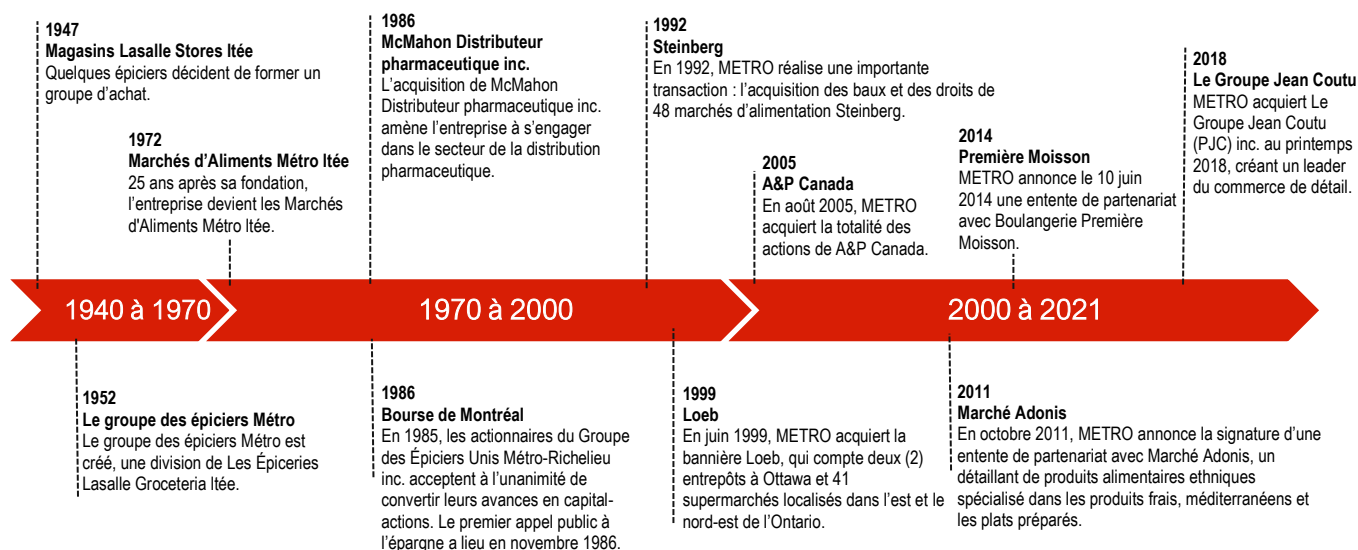 1947
Magasins Lasalle Stores ltée
Quelques épiciers décident de former un
groupe d’achat.
1972
Marchés d’Aliments Métro ltée
25 ans après sa fondation,
l’entreprise devient les Marchés
d'Aliments Métro ltée.
1986
McMahon Distributeur
pharmaceutique inc.
L’acquisition de McMahon
Distributeur pharmaceutique inc.
amène l’entreprise à s’engager
dans le secteur de la distribution
pharmaceutique.
1992
Steinberg
En 1992, METRO réalise une importante
transaction : l’acquisition des baux et des droits de
48 marchés d’alimentation Steinberg.
2005
A&P Canada
En août 2005, METRO
acquiert la totalité des
actions de A&P Canada.
2014
Première Moisson
METRO annonce le 10 juin
2014 une entente de partenariat
avec Boulangerie Première
Moisson.
2018
Le Groupe Jean Coutu
METRO acquiert Le
Groupe Jean Coutu
(PJC) inc. au printemps
2018, créant un leader
du commerce de détail.
1940 à 1970
1970 à 2000
2000 à 2021
1952
Le groupe des épiciers Métro
Le groupe des épiciers Métro est
créé, une division de Les Épiceries
Lasalle Groceteria ltée.
1986
Bourse de Montréal
En 1985, les actionnaires du Groupe
des Épiciers Unis Métro-Richelieu
inc. acceptent à l’unanimité de
convertir leurs avances en capital-
actions. Le premier appel public à
l’épargne a lieu en novembre 1986.
1999
Loeb
En juin 1999, METRO acquiert la
bannière Loeb, qui compte deux (2)
entrepôts à Ottawa et 41
supermarchés localisés dans l’est et le
nord-est de l’Ontario.
2011
Marché Adonis
En octobre 2011, METRO annonce la signature d’une
entente de partenariat avec Marché Adonis, un
détaillant de produits alimentaires ethniques
spécialisé dans les produits frais, méditerranéens et
les plats préparés.